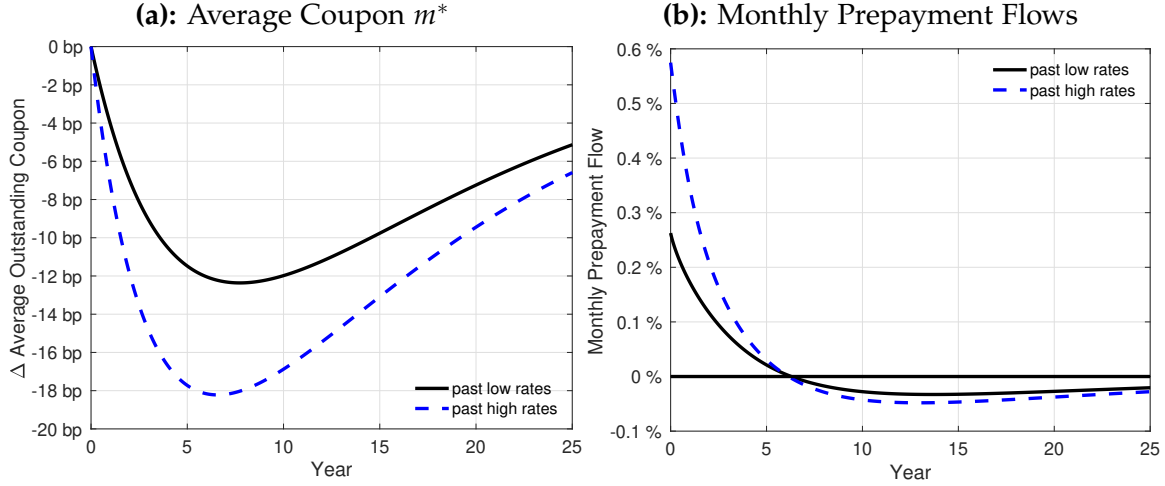 (a): Average Coupon m*
0 bp
-2 bp
-4 bp
-6 bp
-8 bp
-10 bp
-12 bp
-14 bp
-16 bp
-18 bp
-20 bp
Δ Average Outstanding Coupon
past low rates
past high rates
0 5 10 15 20 25
Year
(b): Monthly Prepayment Flows
0.6 %
0.5 %
0.4 %
0.3 %
0.2 %
0.1 %
0 %
-0.1 %
Monthly Prepayment Flow
past low rates
past high rates
0 5 10 15 20 25
Year